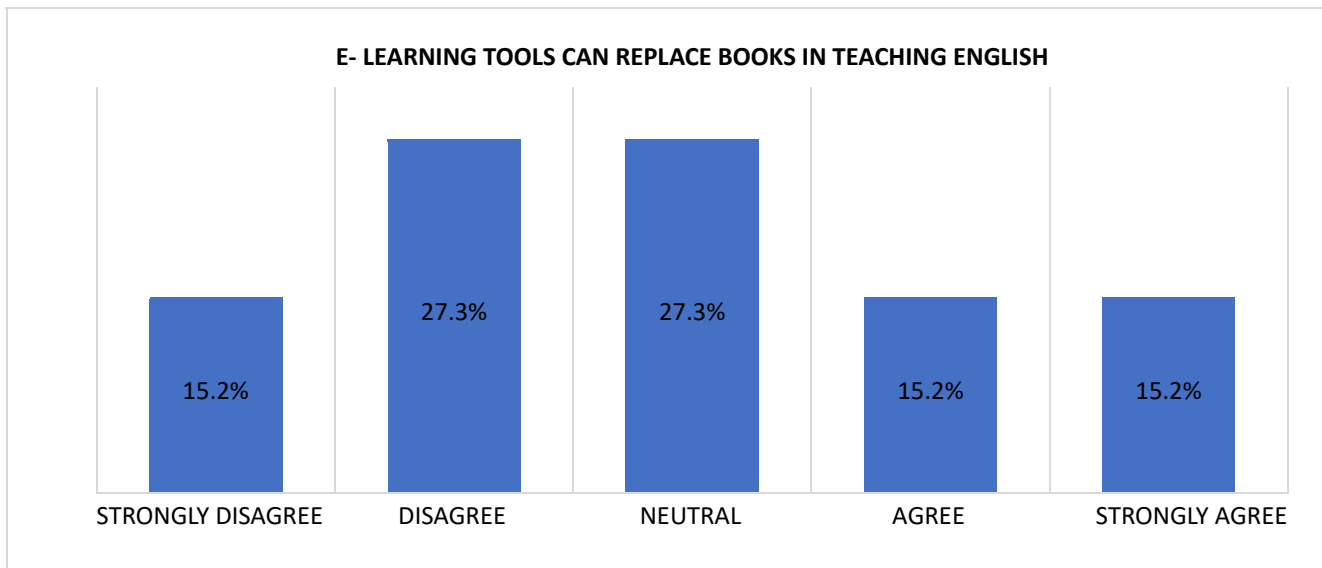 E- LEARNING TOOLS CAN REPLACE BOOKS IN TEACHING ENGLISH
27.3% 27.3%
15.2% 15.2% 15.2%
STRONGLY DISAGREE DISAGREE NEUTRAL AGREE STRONGLY AGREE